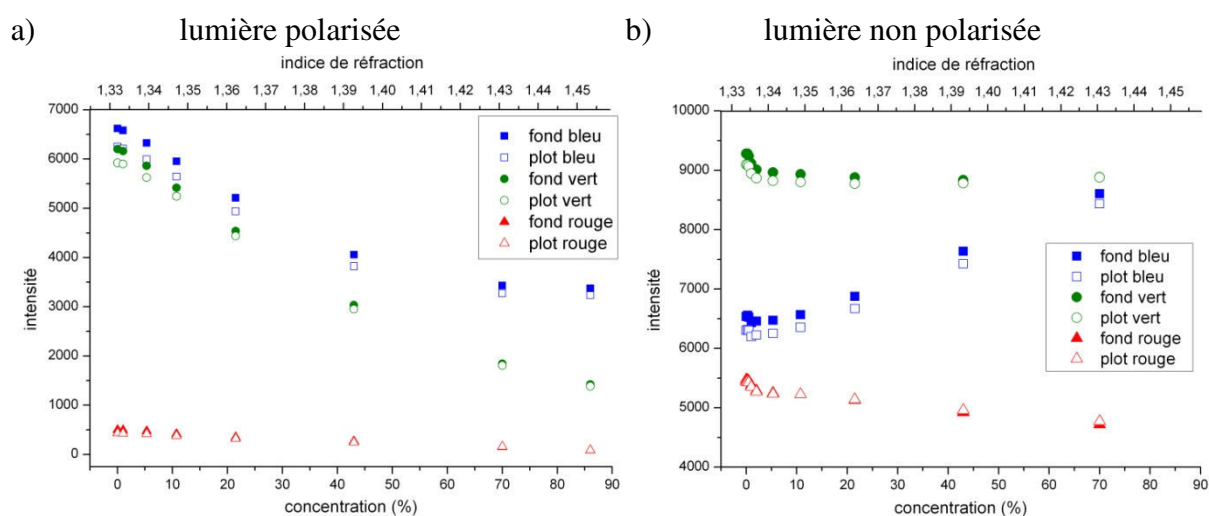 a) lumière polarisée
indice de réfraction
1,33 1,34 1,35 1,36 1,37 1,39 1,40 1,41 1,42 1,43 1,45
7000
6000
5000
4000
3000
2000
1000
0
intensité
fond bleu
plot bleu
fond vert
plot vert
fond rouge
plot rouge
0 10 20 30 40 50 60 70 80 90
concentration (%)
b) lumière non polarisée
indice de réfraction
1,33 1,34 1,35 1,36 1,37 1,39 1,40 1,41 1,42 1,43 1,44 1,45
10000
9000
8000
7000
6000
5000
4000
intensité
fond bleu
plot bleu
fond vert
plot vert
fond rouge
plot rouge
0 10 20 30 40 50 60 70 80 90
concentration (%)